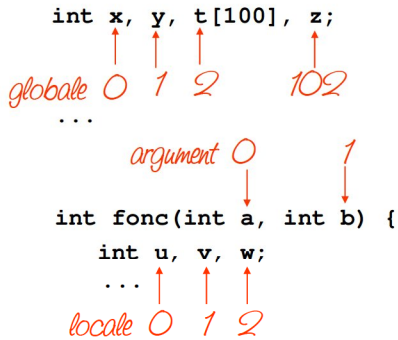 int x, y, t[100], z;
globale 0 1 2 102
...
argument 0 1
int fonc(int a, int b) {
int u, v, w;
...
locale 0 1 2